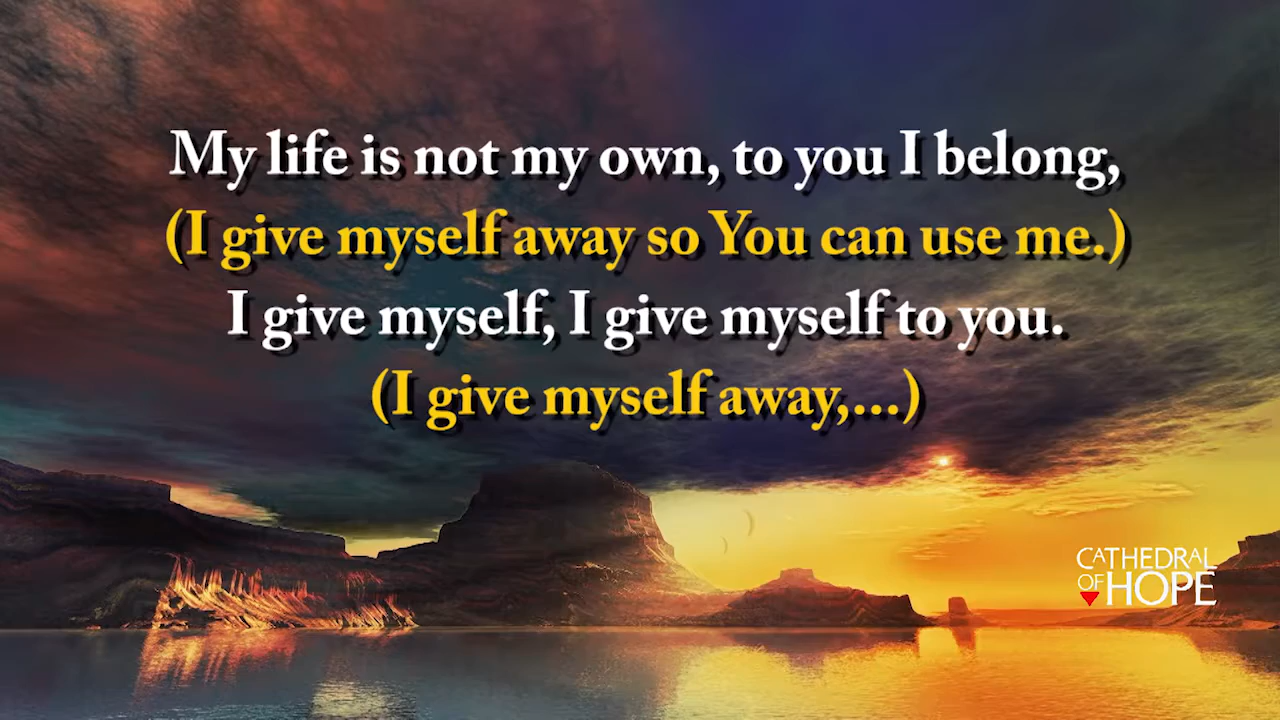 My life is not my own, to you I belong,
(I give myself away so You can use me.)
I give myself, I give myself to you.
(I give myself away,...)
CATHEDRAL
OF HOPE